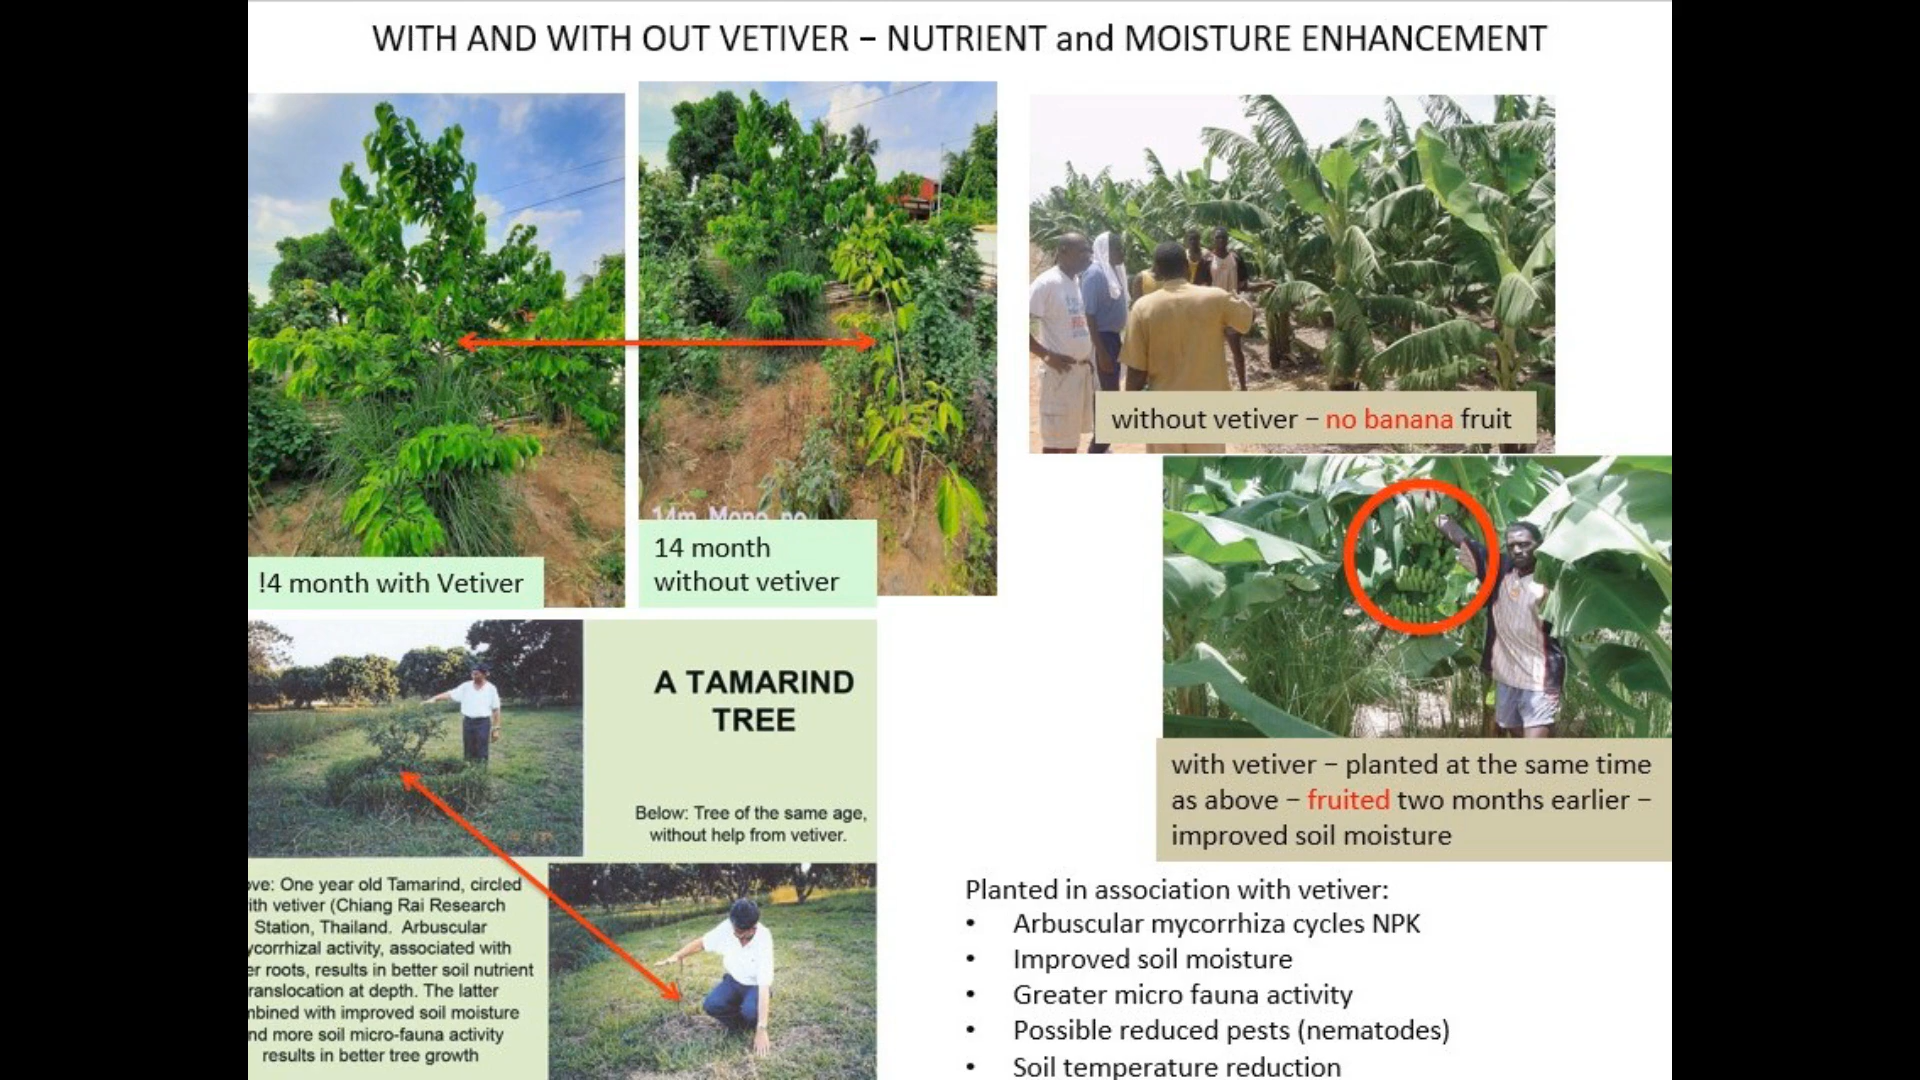 WITH AND WITH OUT VETIVER – NUTRIENT and MOISTURE ENHANCEMENT
!4 month with Vetiver
14m Mono no
14 month
without vetiver
without vetiver – no banana fruit
with vetiver – planted at the same time
as above – fruited two months earlier –
improved soil moisture
A TAMARIND
TREE
Below: Tree of the same age,
without help from vetiver.
ve: One year old Tamarind, circled
ith vetiver (Chiang Rai Research
Station, Thailand. Arbuscular
ycorrhizal activity, associated with
er roots, results in better soil nutrient
ranslocation at depth. The latter
mbined with improved soil moisture
nd more soil micro-fauna activity
results in better tree growth
Planted in association with vetiver:
• Arbuscular mycorrhiza cycles NPK
• Improved soil moisture
• Greater micro fauna activity
• Possible reduced pests (nematodes)
• Soil temperature reduction